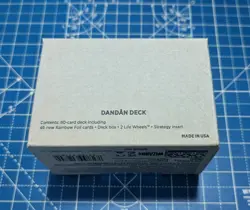 DANDÂN DECK
Contents: 80-card deck including
46 new Rainbow Foil cards • Deck box • 2 Life Wheels™ • Strategy insert
MADE IN USA